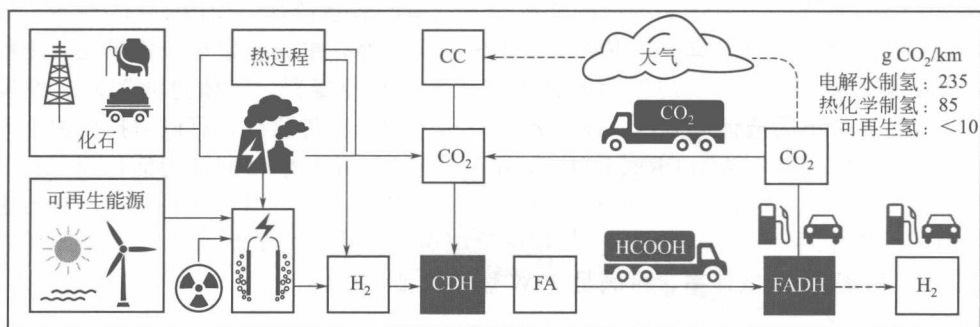 化石
热过程
CC
大气
g CO₂/km
电解水制氢：235
热化学制氢：85
可再生氢：<10
CO₂
CO₂
CO₂
可再生能源
H₂
CDH
FA
HCOOH
FADH
H₂